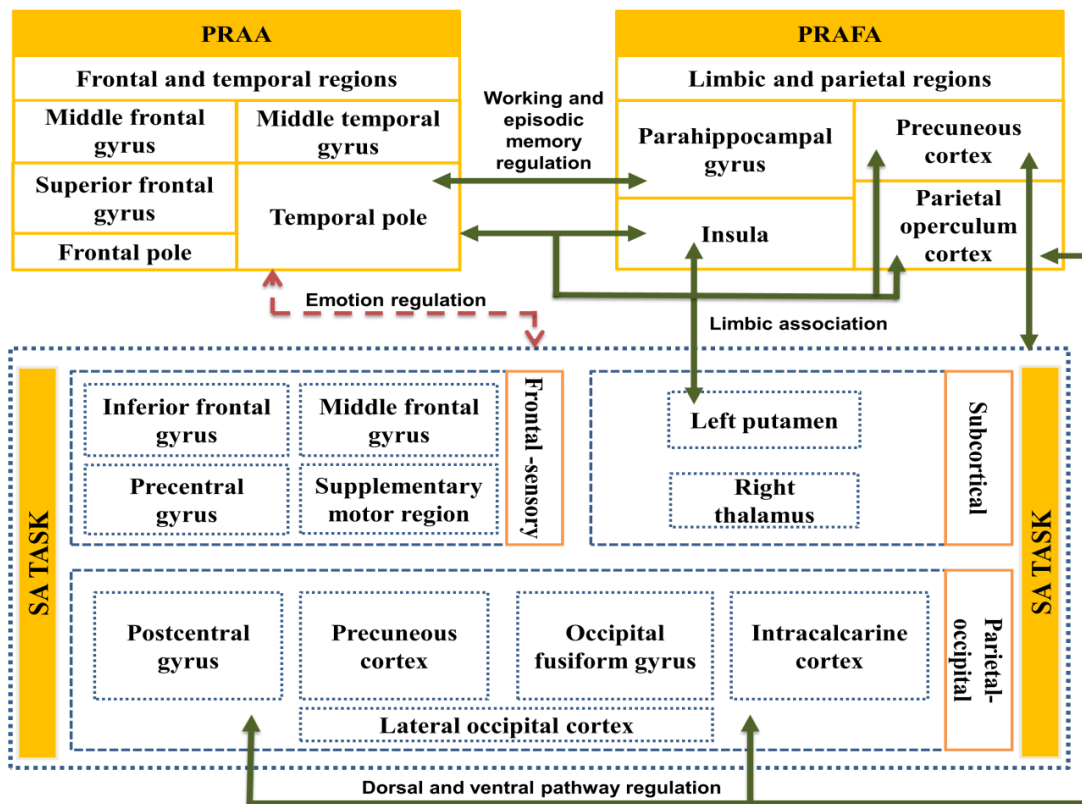 PRAA
Frontal and temporal regions
Middle frontal
gyrus
Middle temporal
gyrus
Superior frontal
gyrus
Temporal pole
Frontal pole
Working and
episodic
memory
regulation
PRAFA
Limbic and parietal regions
Parahippocampal
gyrus
Precuneous
cortex
Insula
Parietal
operculum
cortex
Emotion regulation
Limbic association
SA TASK
Inferior frontal
gyrus
Middle frontal
gyrus
Precentral
gyrus
Supplementary
motor region
Frontal -sensory
Left putamen
Right
thalamus
Subcortical
SA TASK
Postcentral
gyrus
Precuneous
cortex
Occipital
fusiform gyrus
Intracalcarine
cortex
Lateral occipital cortex
Parietal-
occipital
Dorsal and ventral pathway regulation